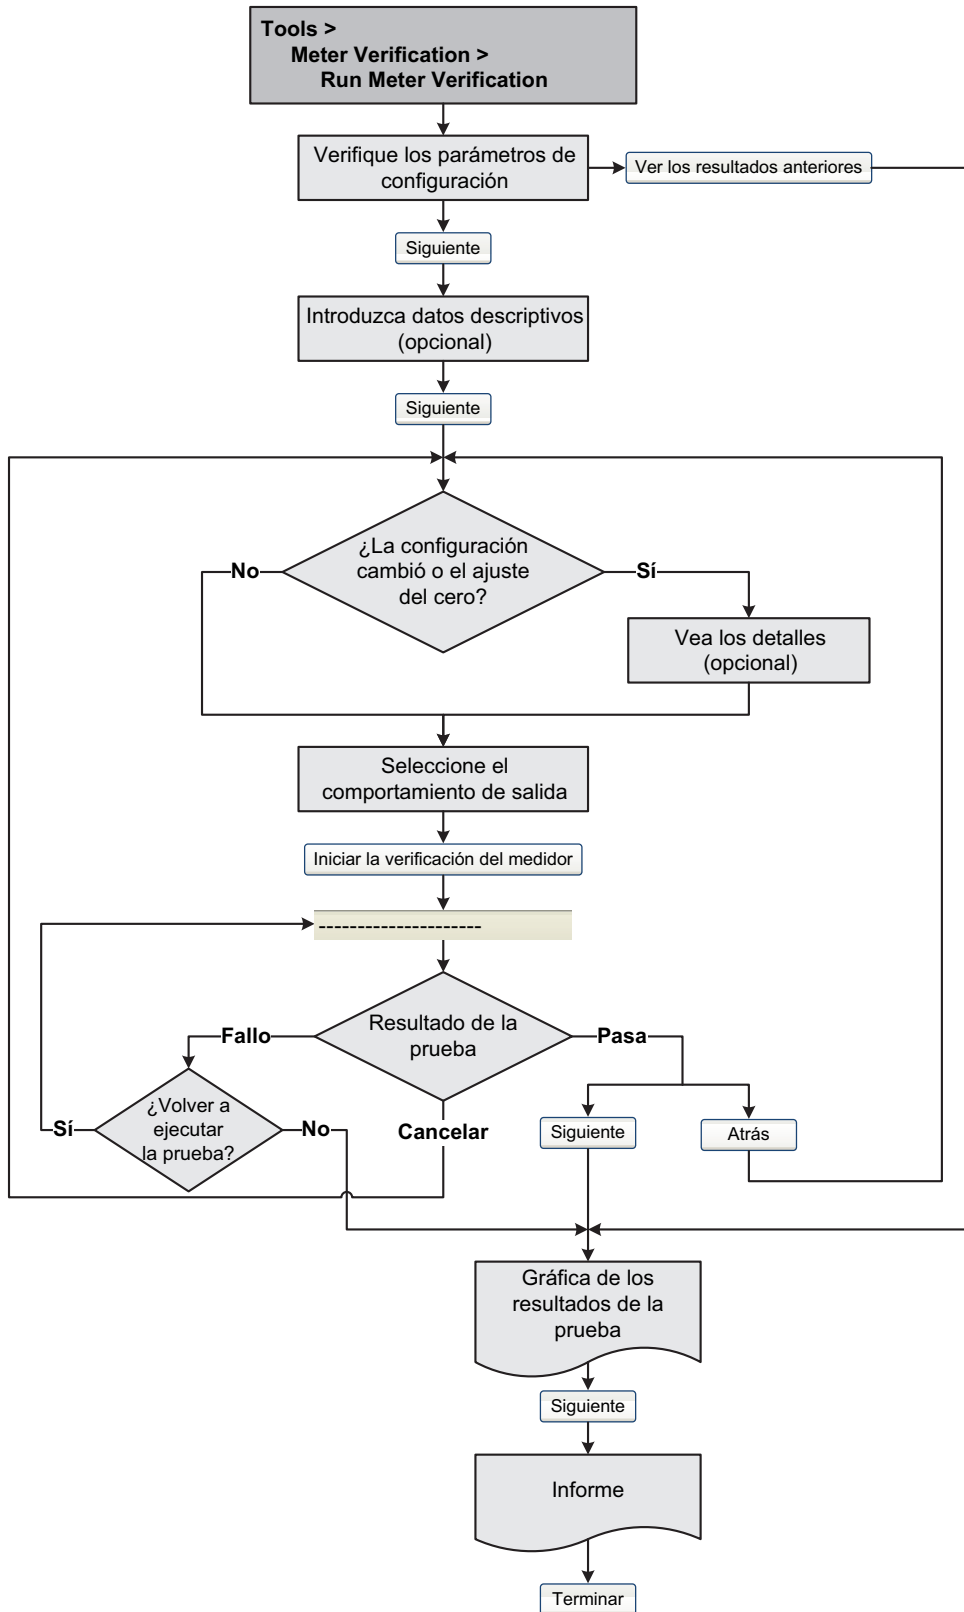 Tools >
Meter Verification >
Run Meter Verification
Verifique los parámetros de
configuración
Ver los resultados anteriores
Siguiente
Introduzca datos descriptivos
(opcional)
Siguiente
¿La configuración
cambió o el ajuste
del cero?
No
Sí
Vea los detalles
(opcional)
Seleccione el
comportamiento de salida
Iniciar la verificación del medidor
---------------------
Resultado de la
prueba
Fallo
Pasa
¿Volver a
ejecutar
la prueba?
Sí
No
Cancelar
Siguiente
Atrás
Gráfica de los
resultados de la
prueba
Siguiente
Informe
Terminar